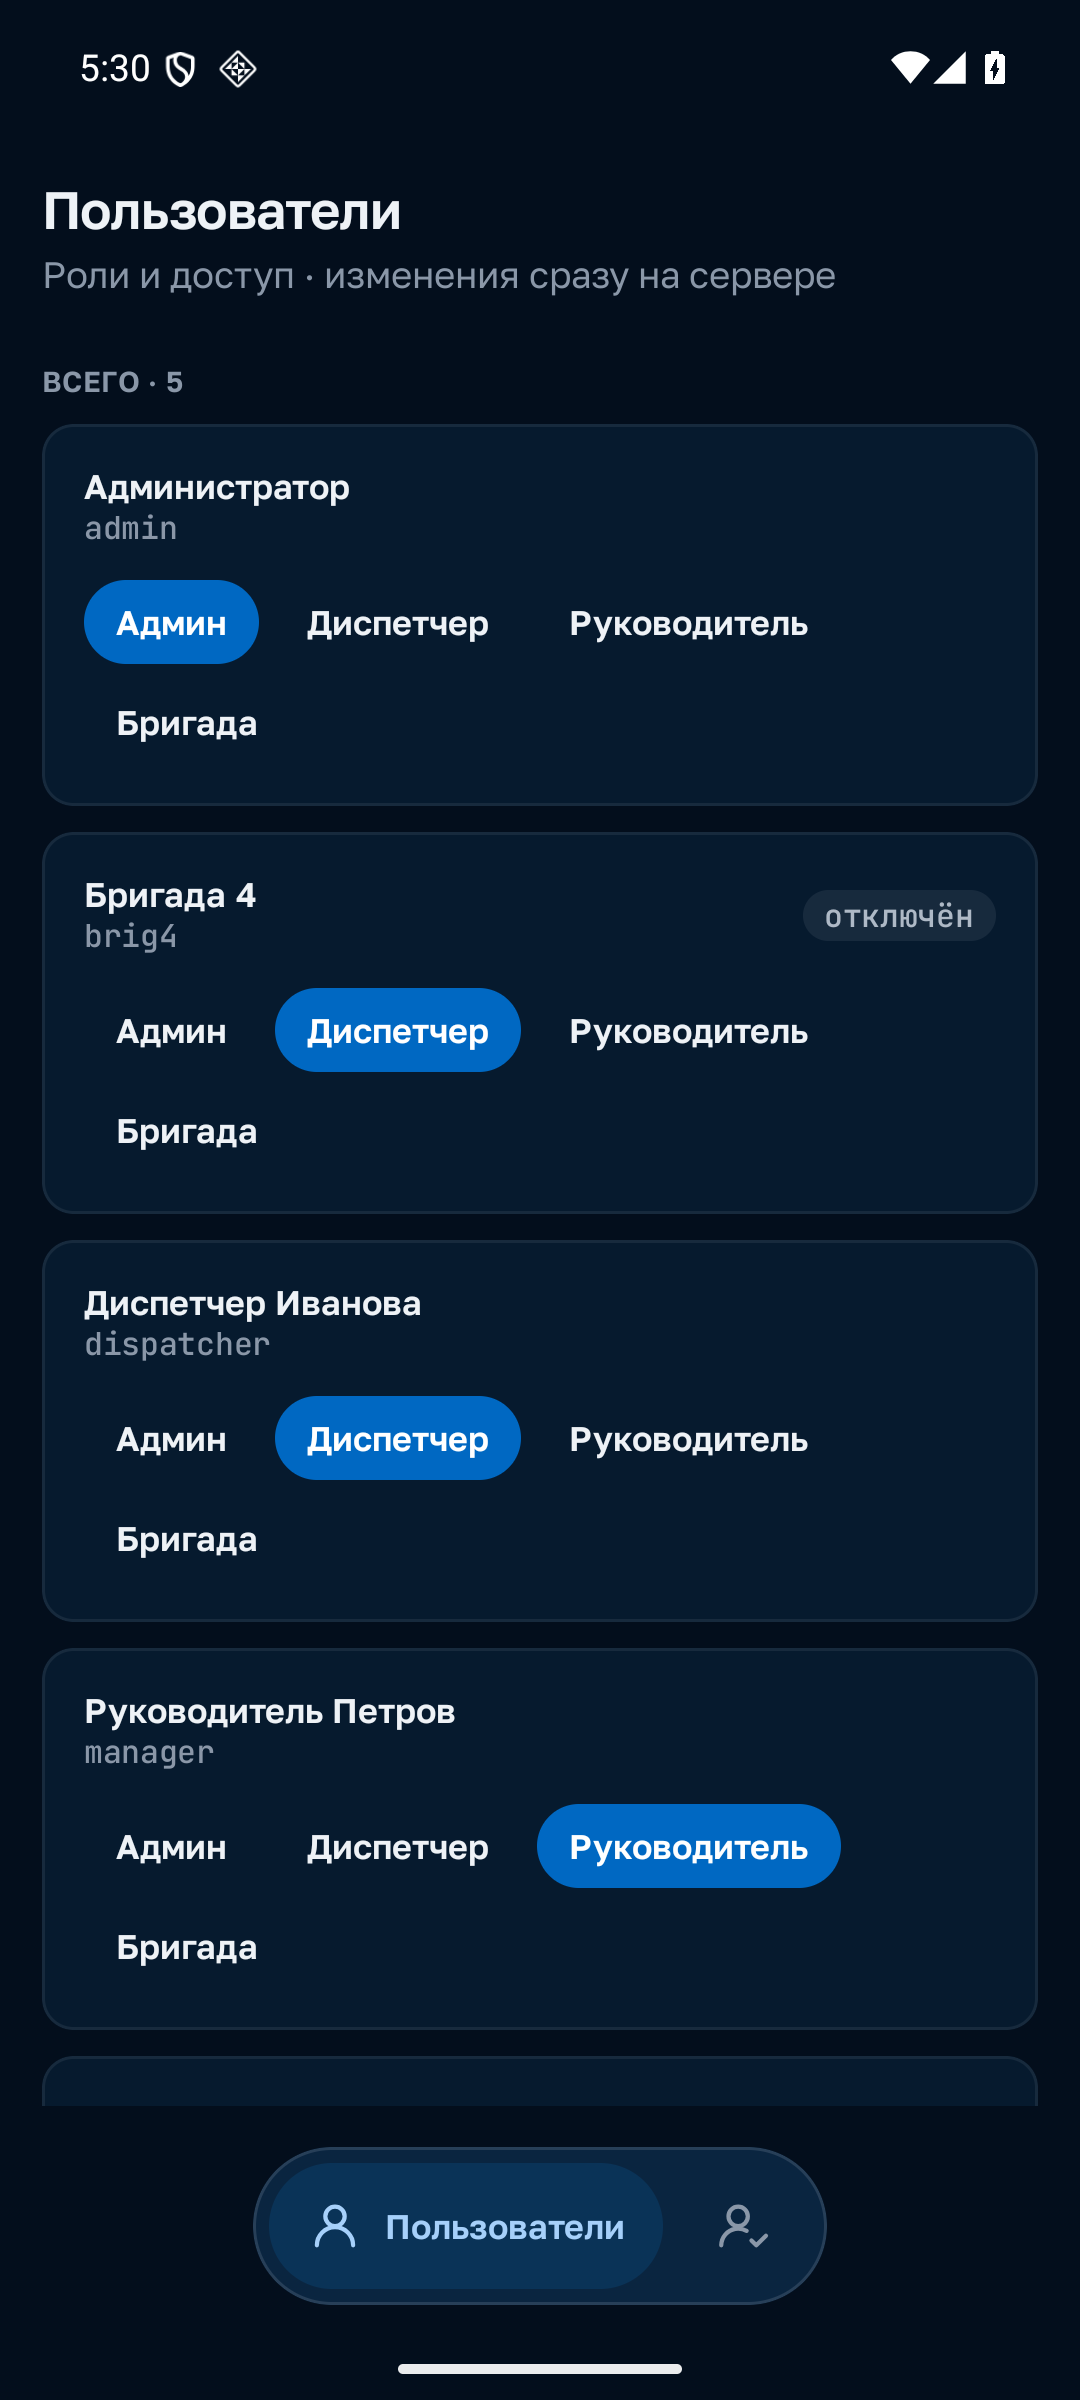 5:30
Пользователи
Роли и доступ · изменения сразу на сервере
ВСЕГО · 5
Администратор
admin
Админ Диспетчер Руководитель
Бригада
Бригада 4
отключён
brig4
Админ Диспетчер Руководитель
Бригада
Диспетчер Иванова
dispatcher
Админ Диспетчер Руководитель
Бригада
Руководитель Петров
manager
Админ Диспетчер Руководитель
Бригада
Пользователи